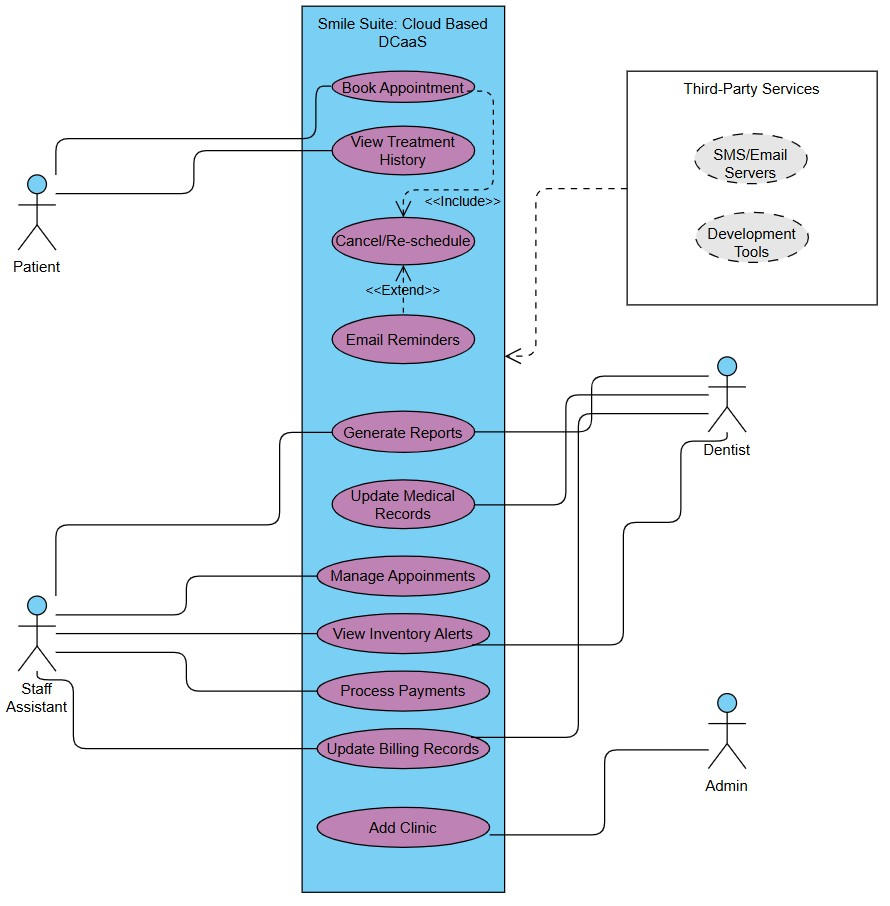 Smile Suite: Cloud Based
DCaaS
Book Appointment
View Treatment
History
<<Include>>
Cancel/Re-schedule
<<Extend>>
Email Reminders
Generate Reports
Update Medical
Records
Manage Appoinments
View Inventory Alerts
Process Payments
Update Billing Records
Add Clinic
Patient
Staff
Assistant
Third-Party Services
SMS/Email
Servers
Development
Tools
Dentist
Admin